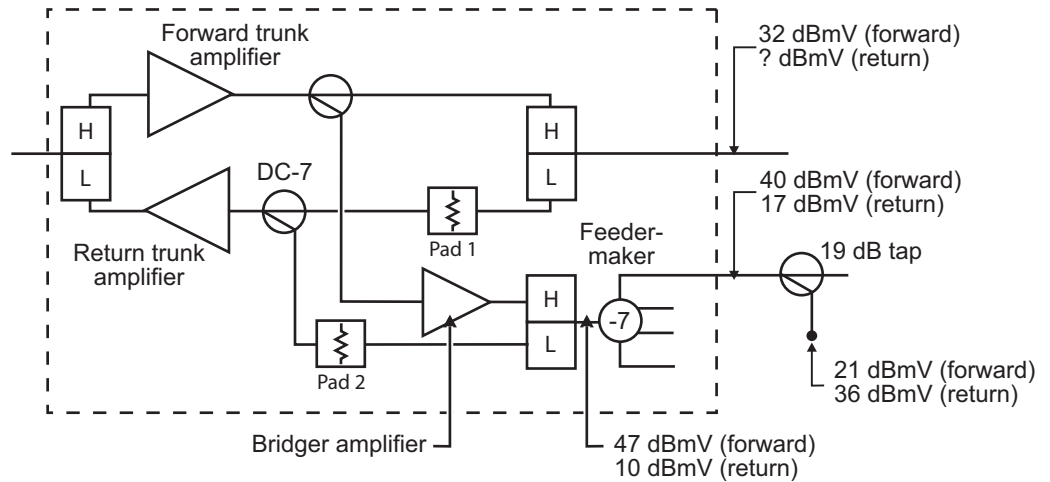 Forward trunk
amplifier
32 dBmV (forward)
? dBmV (return)
H
L
H
L
DC-7
Pad 1
Return trunk
amplifier
40 dBmV (forward)
17 dBmV (return)
Feeder-
maker
19 dB tap
H
L
-7
Pad 2
21 dBmV (forward)
36 dBmV (return)
Bridger amplifier
47 dBmV (forward)
10 dBmV (return)